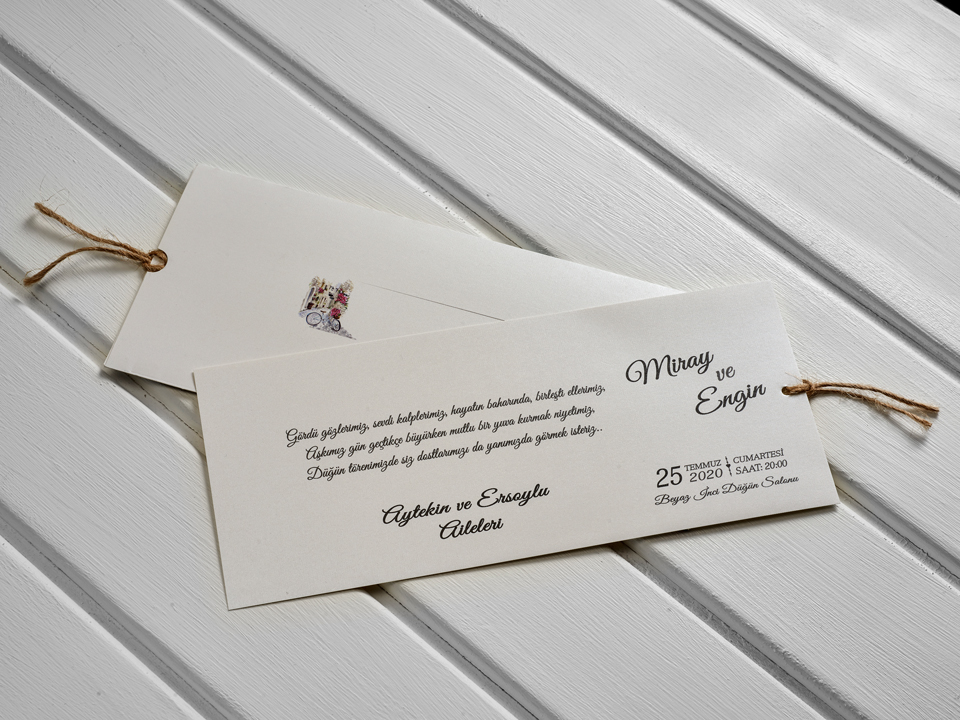 Gördü gözlerimiz, sevdi kalplerimiz, hayatın baharında, birleşti ellerimiz,
Aşkımız gün geçtikçe büyürken mutlu bir yuva kurmak niyetimiz,
Düğün törenimizde siz dostlarımızı da yanımızda görmek isteriz..
Aytekin ve Ersoylu
Aileleri
Miray
ve
Engin
25 TEMMUZ 2020
CUMARTESİ
SAAT: 20:00
Beyaz İnci Düğün Salonu